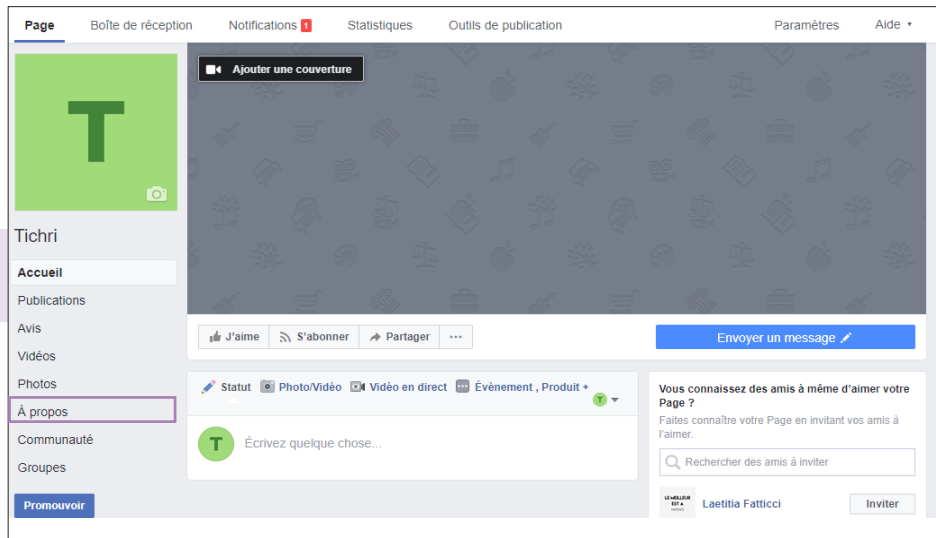 Page Boîte de réception Notifications 1 Statistiques Outils de publication Paramètres Aide
Ajouter une couverture
T
Tichri
Accueil
Publications
Avis
Vidéos
Photos
À propos
Communauté
Groupes
Promouvoir
J'aime S'abonner Partager ...
Envoyer un message
Statut Photo/Vidéo Vidéo en direct Évènement , Produit +
T
T Écrivez quelque chose...
Vous connaissez des amis à même d'aimer votre
Page ?
Faites connaître votre Page en invitant vos amis à
l'aimer.
Rechercher des amis à inviter
LE MEILLEUR
EST À
Laetitia Fatticci Inviter